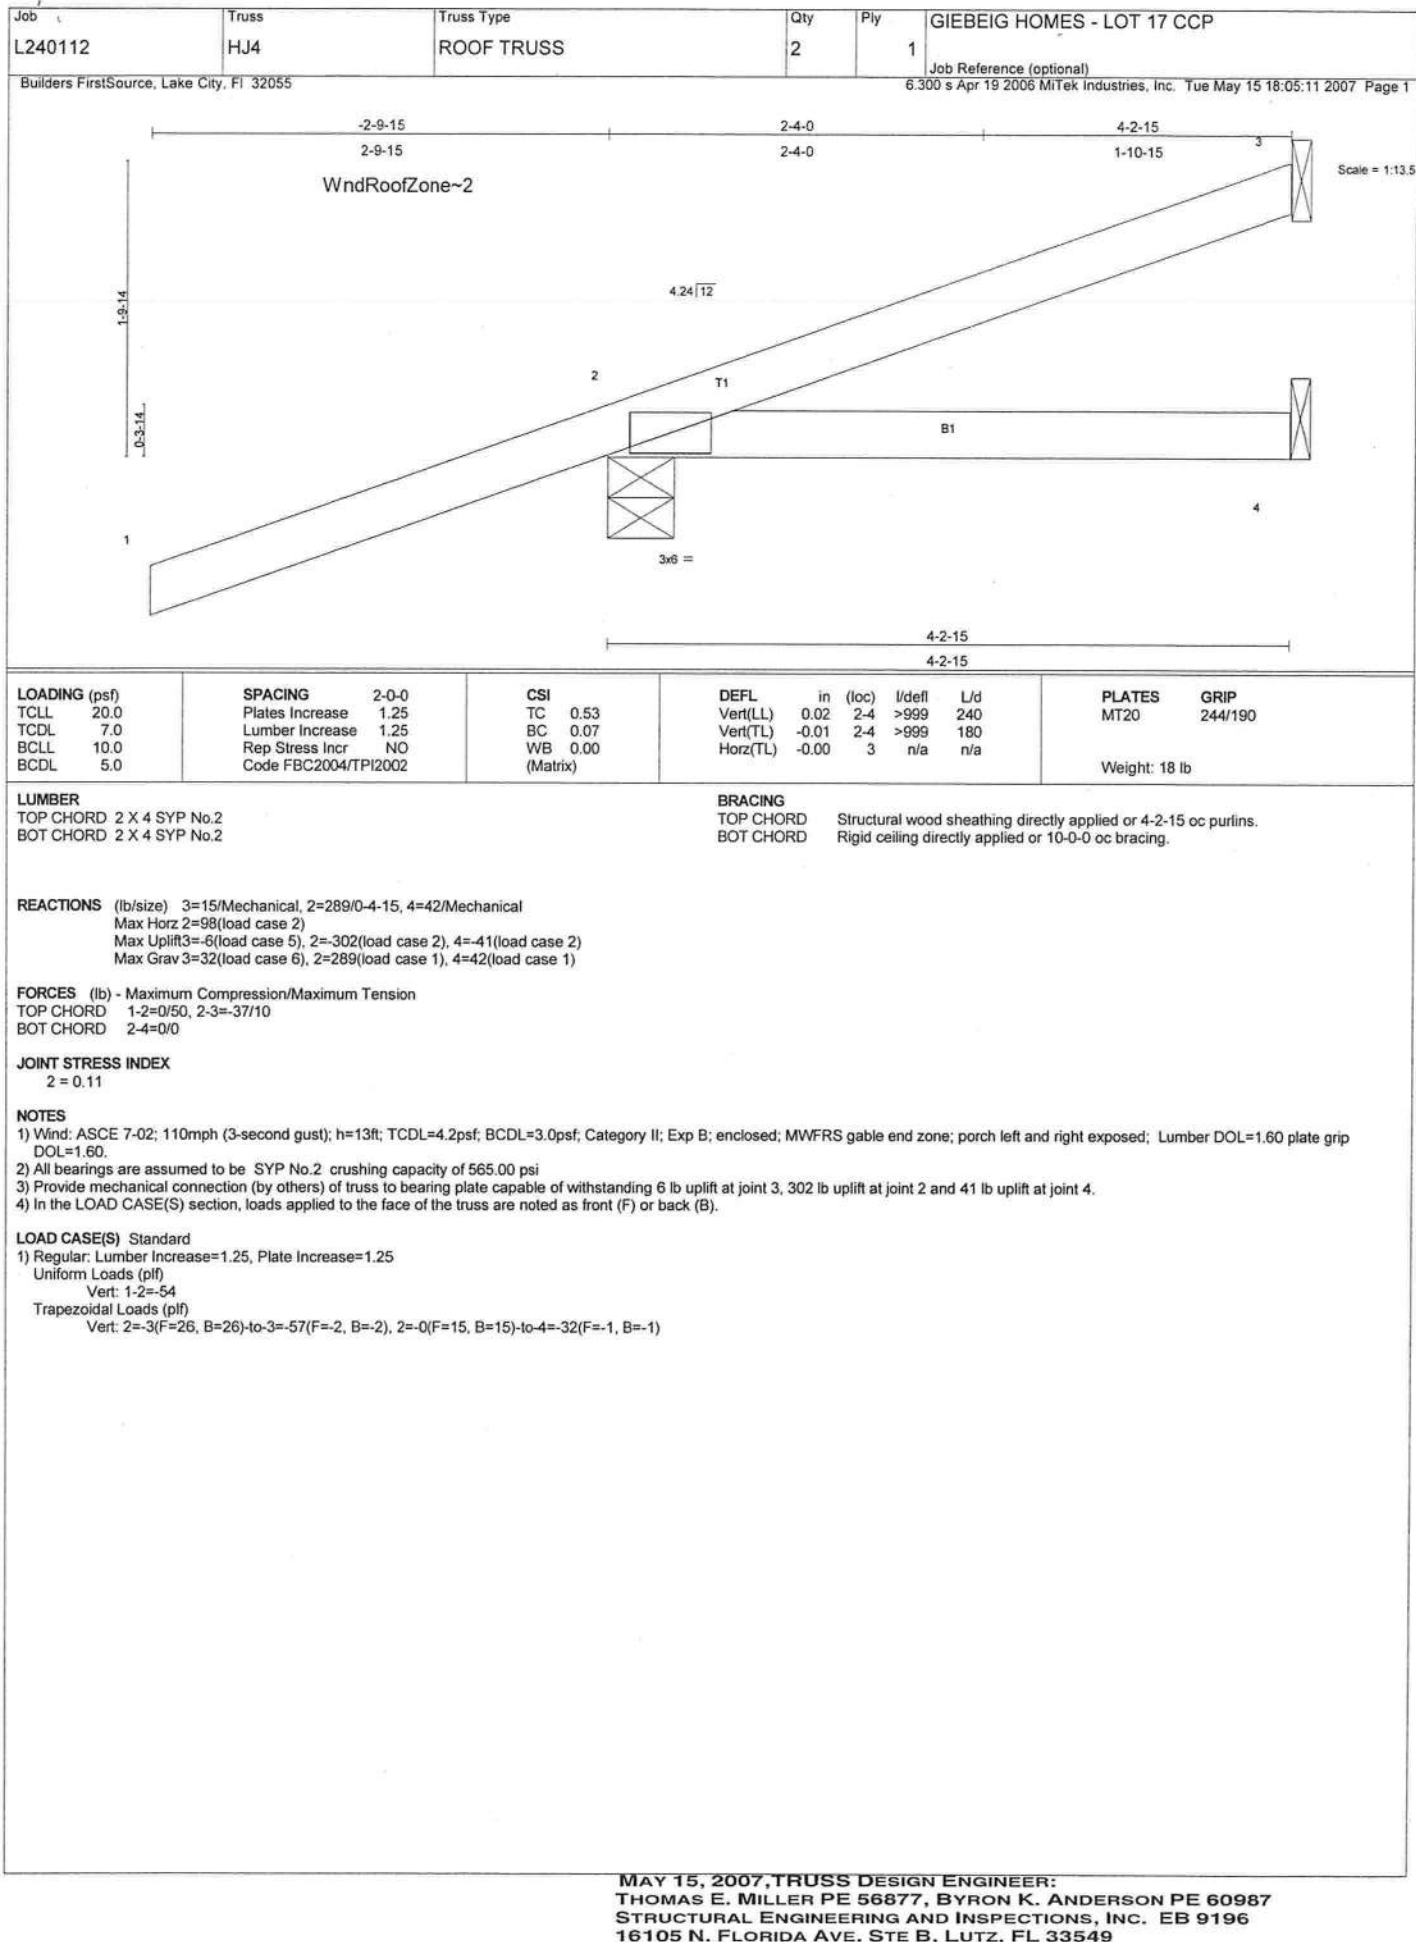 Job Truss Truss Type Qty Ply GIEBEIG HOMES - LOT 17 CCP
L240112 HJ4 ROOF TRUSS 2 1
Job Reference (optional)
Builders FirstSource, Lake City, Fl 32055 6.300 s Apr 19 2006 MiTek Industries, Inc. Tue May 15 18:05:11 2007 Page 1
-2-9-15 2-4-0 4-2-15
2-9-15 2-4-0 1-10-15
3
Scale = 1:13.5
WndRoofZone~2
4.24 12
1-9-14
2
T1
0-3-14
B1
4
1
3x6 =
4-2-15
4-2-15
LOADING (psf) SPACING 2-0-0 CSI DEFL in (loc) l/defl L/d PLATES GRIP
TCLL 20.0 Plates Increase 1.25 TC 0.53 Vert(LL) 0.02 2-4 >999 240 MT20 244/190
TCDL 7.0 Lumber Increase 1.25 BC 0.07 Vert(TL) -0.01 2-4 >999 180
BCLL 10.0 Rep Stress Incr NO WB 0.00 Horz(TL) -0.00 3 n/a n/a
BCDL 5.0 Code FBC2004/TPI2002 (Matrix) Weight: 18 lb
LUMBER BRACING
TOP CHORD 2 X 4 SYP No.2 TOP CHORD Structural wood sheathing directly applied or 4-2-15 oc purlins.
BOT CHORD 2 X 4 SYP No.2 BOT CHORD Rigid ceiling directly applied or 10-0-0 oc bracing.
REACTIONS (lb/size) 3=15/Mechanical, 2=289/0-4-15, 4=42/Mechanical
Max Horz 2=98(load case 2)
Max Uplift3=-6(load case 5), 2=-302(load case 2), 4=-41(load case 2)
Max Grav 3=32(load case 6), 2=289(load case 1), 4=42(load case 1)
FORCES (lb) - Maximum Compression/Maximum Tension
TOP CHORD 1-2=0/50, 2-3=-37/10
BOT CHORD 2-4=0/0
JOINT STRESS INDEX
2 = 0.11
NOTES
1) Wind: ASCE 7-02; 110mph (3-second gust); h=13ft; TCDL=4.2psf; BCDL=3.0psf; Category II; Exp B; enclosed; MWFRS gable end zone; porch left and right exposed; Lumber DOL=1.60 plate grip
DOL=1.60.
2) All bearings are assumed to be SYP No.2 crushing capacity of 565.00 psi
3) Provide mechanical connection (by others) of truss to bearing plate capable of withstanding 6 lb uplift at joint 3, 302 lb uplift at joint 2 and 41 lb uplift at joint 4.
4) In the LOAD CASE(S) section, loads applied to the face of the truss are noted as front (F) or back (B).
LOAD CASE(S) Standard
1) Regular: Lumber Increase=1.25, Plate Increase=1.25
Uniform Loads (plf)
Vert: 1-2=-54
Trapezoidal Loads (plf)
Vert: 2=-3(F=26, B=26)-to-3=-57(F=-2, B=-2), 2=-0(F=15, B=15)-to-4=-32(F=-1, B=-1)
MAY 15, 2007,TRUSS DESIGN ENGINEER:
THOMAS E. MILLER PE 56877, BYRON K. ANDERSON PE 60987
STRUCTURAL ENGINEERING AND INSPECTIONS, INC. EB 9196
16105 N. FLORIDA AVE. STE B, LUTZ, FL 33549